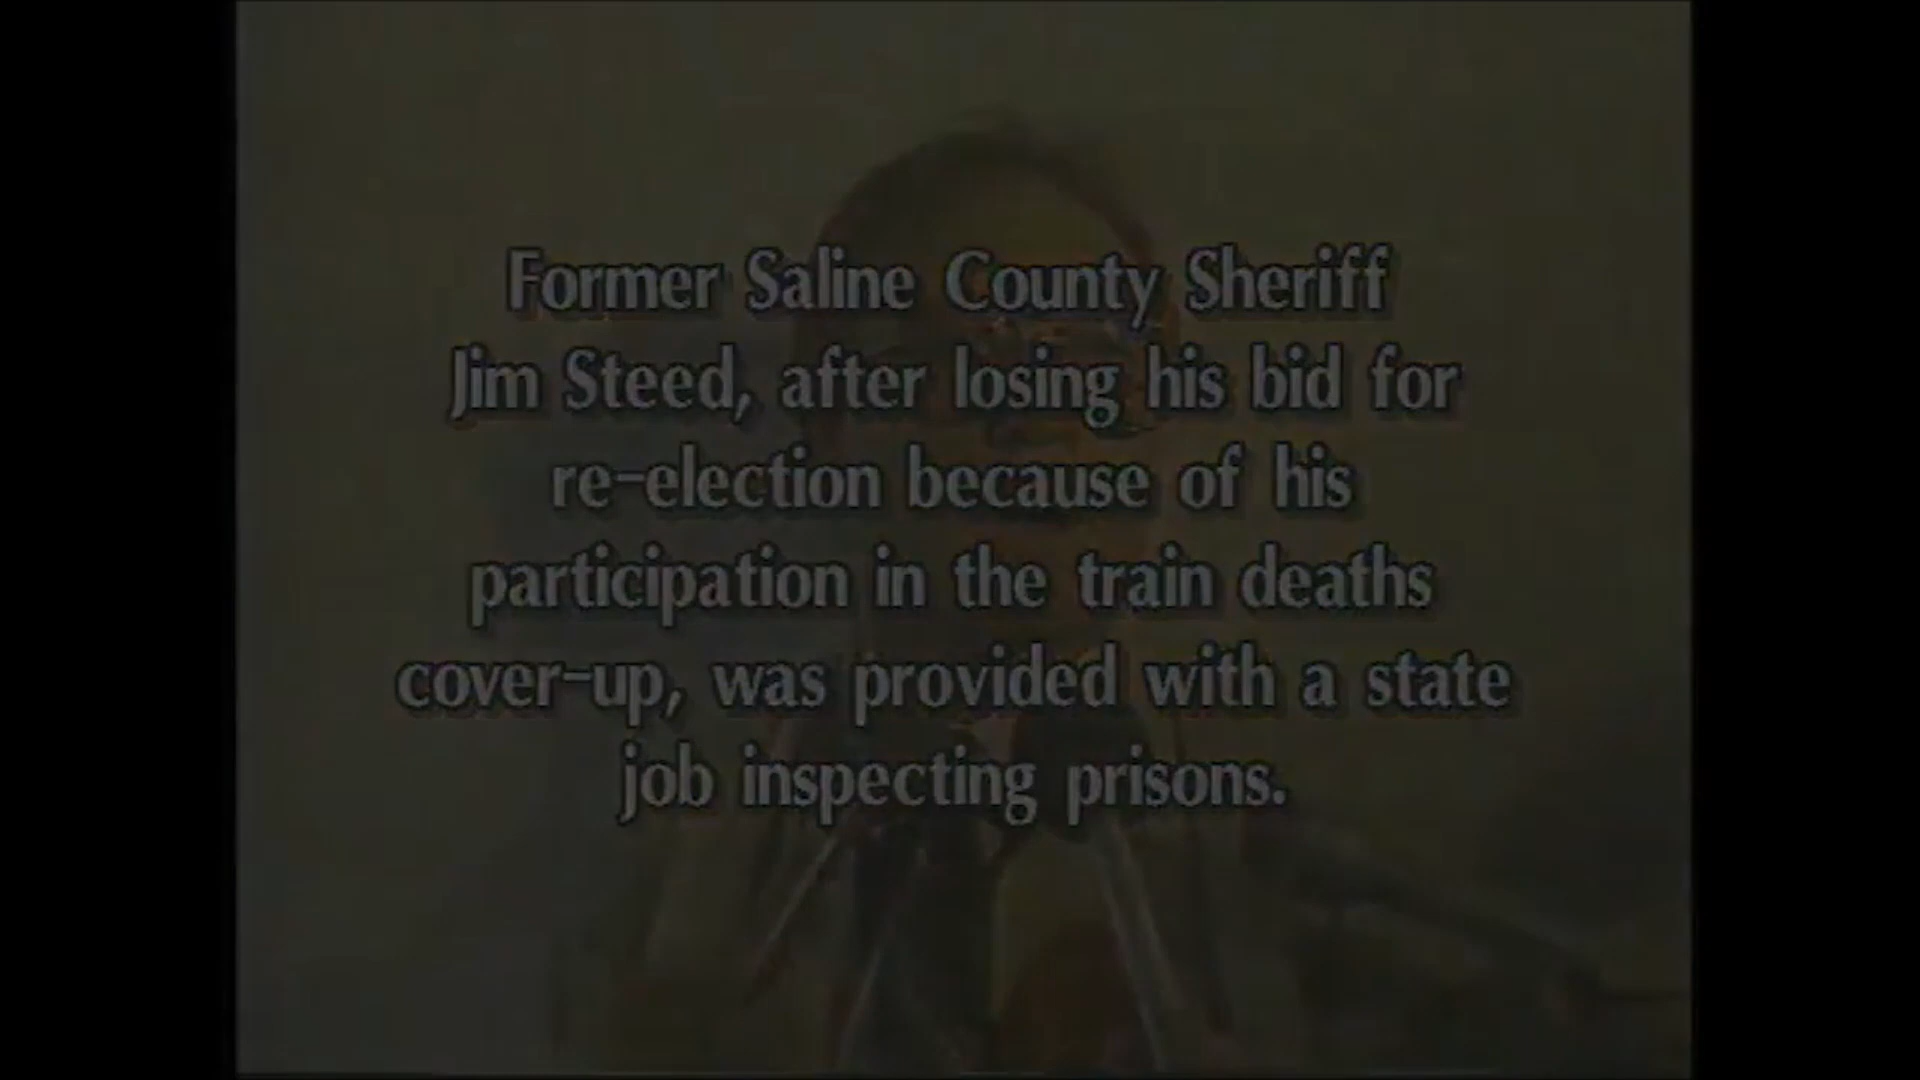 Former Saline County Sheriff
Jim Steed, after losing his bid for
re-election because of his
participation in the train deaths
cover-up, was provided with a state
job inspecting prisons.